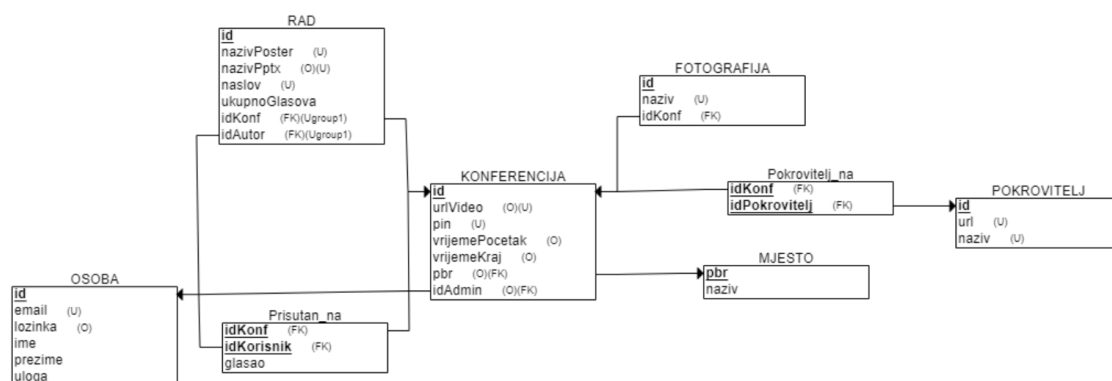 RAD
id
nazivPoster (U)
nazivPptx (O)(U)
naslov (U)
ukupnoGlasova
idKonf (FK)(Ugroup1)
idAutor (FK)(Ugroup1)
FOTOGRAFIJA
id
naziv (U)
idKonf (FK)
KONFERENCIJA
id
urlVideo (O)(U)
pin (U)
vrijemePocetak (O)
vrijemeKraj (O)
pbr (O)(FK)
idAdmin (O)(FK)
Pokrovitelj_na
idKonf (FK)
idPokrovitelj (FK)
POKROVITELJ
id
url (U)
naziv (U)
MJESTO
pbr
naziv
OSOBA
id
email (U)
lozinka (O)
ime
prezime
uloga
Prisutan_na
idKonf (FK)
idKorisnik (FK)
glasao